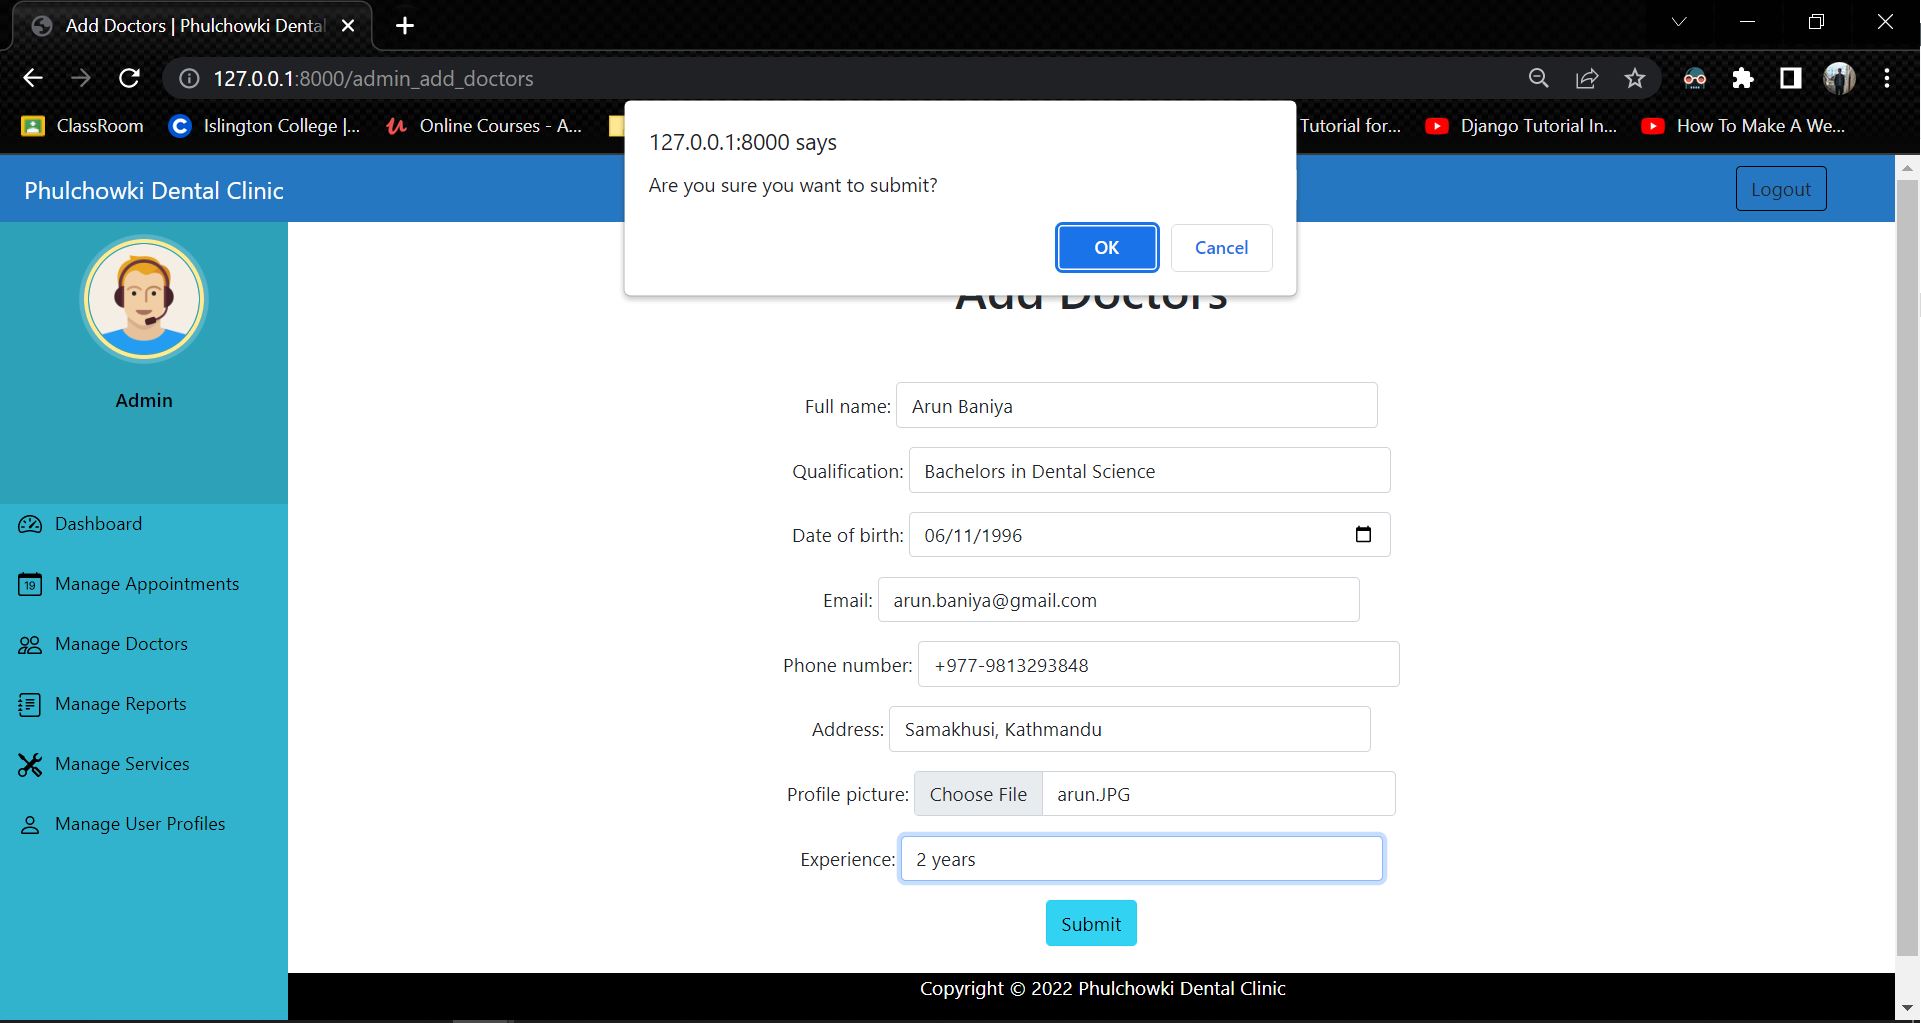 Add Doctors | Phulchowki Denta
127.0.0.1:8000/admin_add_doctors
ClassRoom
Islington College |...
Online Courses - A...
Tutorial for...
Django Tutorial In...
How To Make A We...
127.0.0.1:8000 says
Are you sure you want to submit?
OK
Cancel
Phulchowki Dental Clinic
Logout
Admin
Dashboard
19
Manage Appointments
Manage Doctors
Manage Reports
Manage Services
Manage User Profiles
Add Doctors
Full name: Arun Baniya
Qualification: Bachelors in Dental Science
Date of birth: 06/11/1996
Email: arun.baniya@gmail.com
Phone number: +977-9813293848
Address: Samakhusi, Kathmandu
Profile picture: Choose File arun.JPG
Experience: 2 years
Submit
Copyright © 2022 Phulchowki Dental Clinic